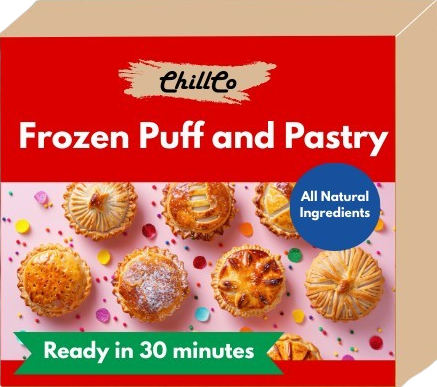 ChillCo
Frozen Puff and Pastry
All Natural
Ingredients
Ready in 30 minutes